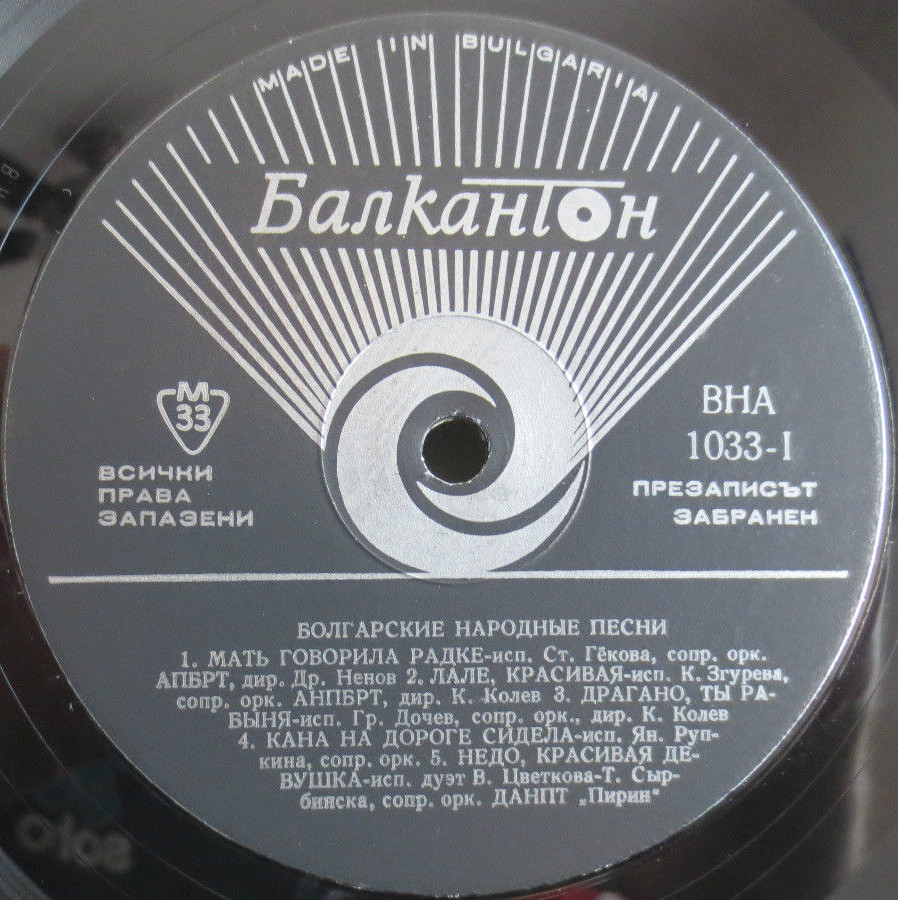 MADE IN BULGARIA
Балкантон
М
33
ВСИЧКИ
ПРАВА
ЗАПАЗЕНИ
ВНА
1033-I
ПРЕЗАПИСЪТ
ЗАБРАНЕН
БОЛГАРСКИЕ НАРОДНЫЕ ПЕСНИ
1. МАТЬ ГОВОРИЛА РАДКЕ-исп. Ст. Гёкова, сопр. орк.
АПБРТ, дир. Др. Ненов 2. ЛАЛЕ, КРАСИВАЯ-исп. К. Згурева,
сопр. орк. АНПБРТ, дир. К. Колев 3. ДРАГАНО, ТЫ РА-
БЫНЯ-исп. Гр. Дочев, сопр. орк., дир. К. Колев
4. КАНА НА ДОРОГЕ СИДЕЛА-исп. Ян. Руп-
кина, сопр. орк. 5. НЕДО, КРАСИВАЯ ДЕ-
ВУШКА-исп. дуэт В. Цветкова-Т. Сыр-
бинска, сопр. орк. ДАНПТ „Пирин“